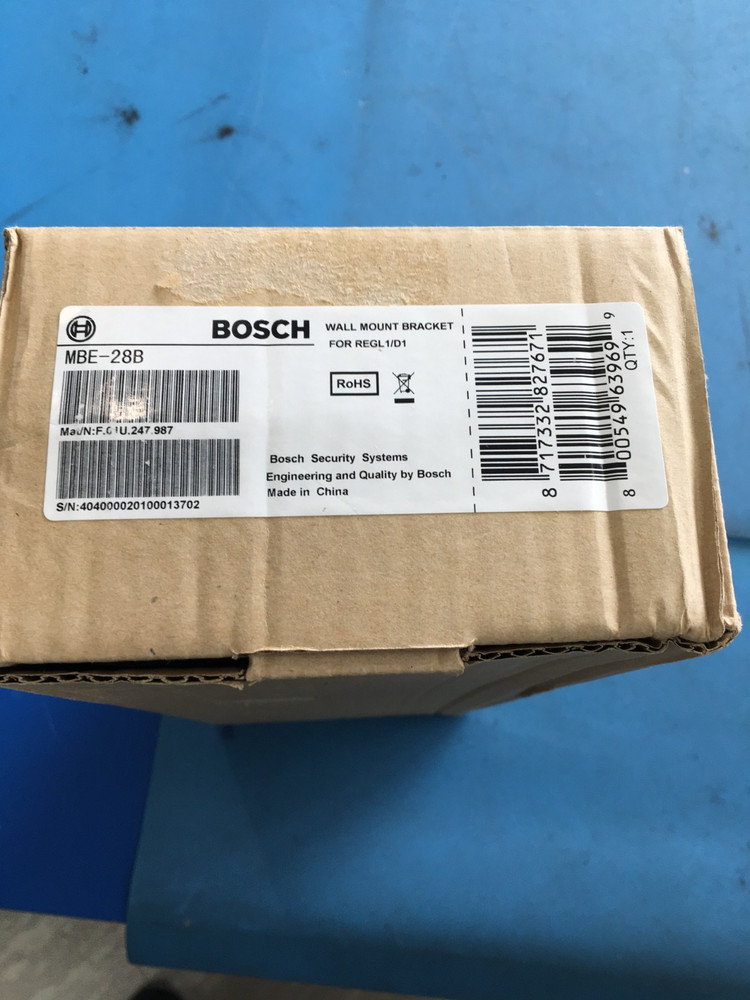 BOSCH
MBE-28B
Mat/N:F.01U.247.987
S/N:404000020100013702
WALL MOUNT BRACKET
FOR REGL1/D1
RoHS
Bosch Security Systems
Engineering and Quality by Bosch
Made in China
8 717332 827671
8 00549 63969 9
QTY:1